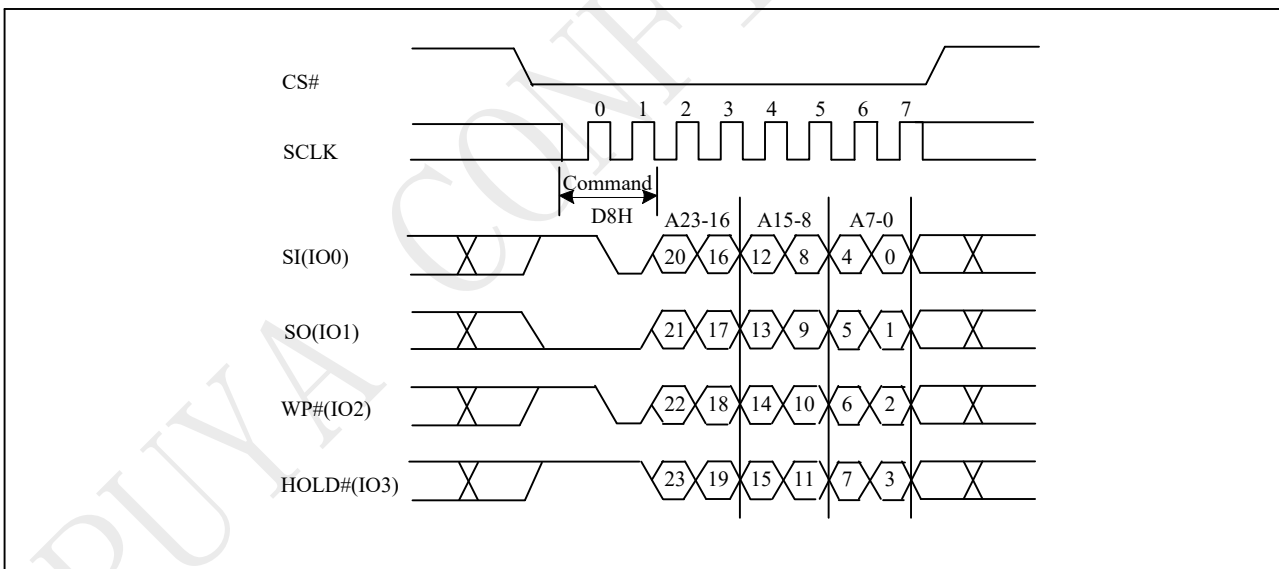 CS#
0 1 2 3 4 5 6 7
SCLK
Command
D8H A23-16 A15-8 A7-0
SI(IO0) 20 16 12 8 4 0
SO(IO1) 21 17 13 9 5 1
WP#(IO2) 22 18 14 10 6 2
HOLD#(IO3) 23 19 15 11 7 3
PUYA CONF